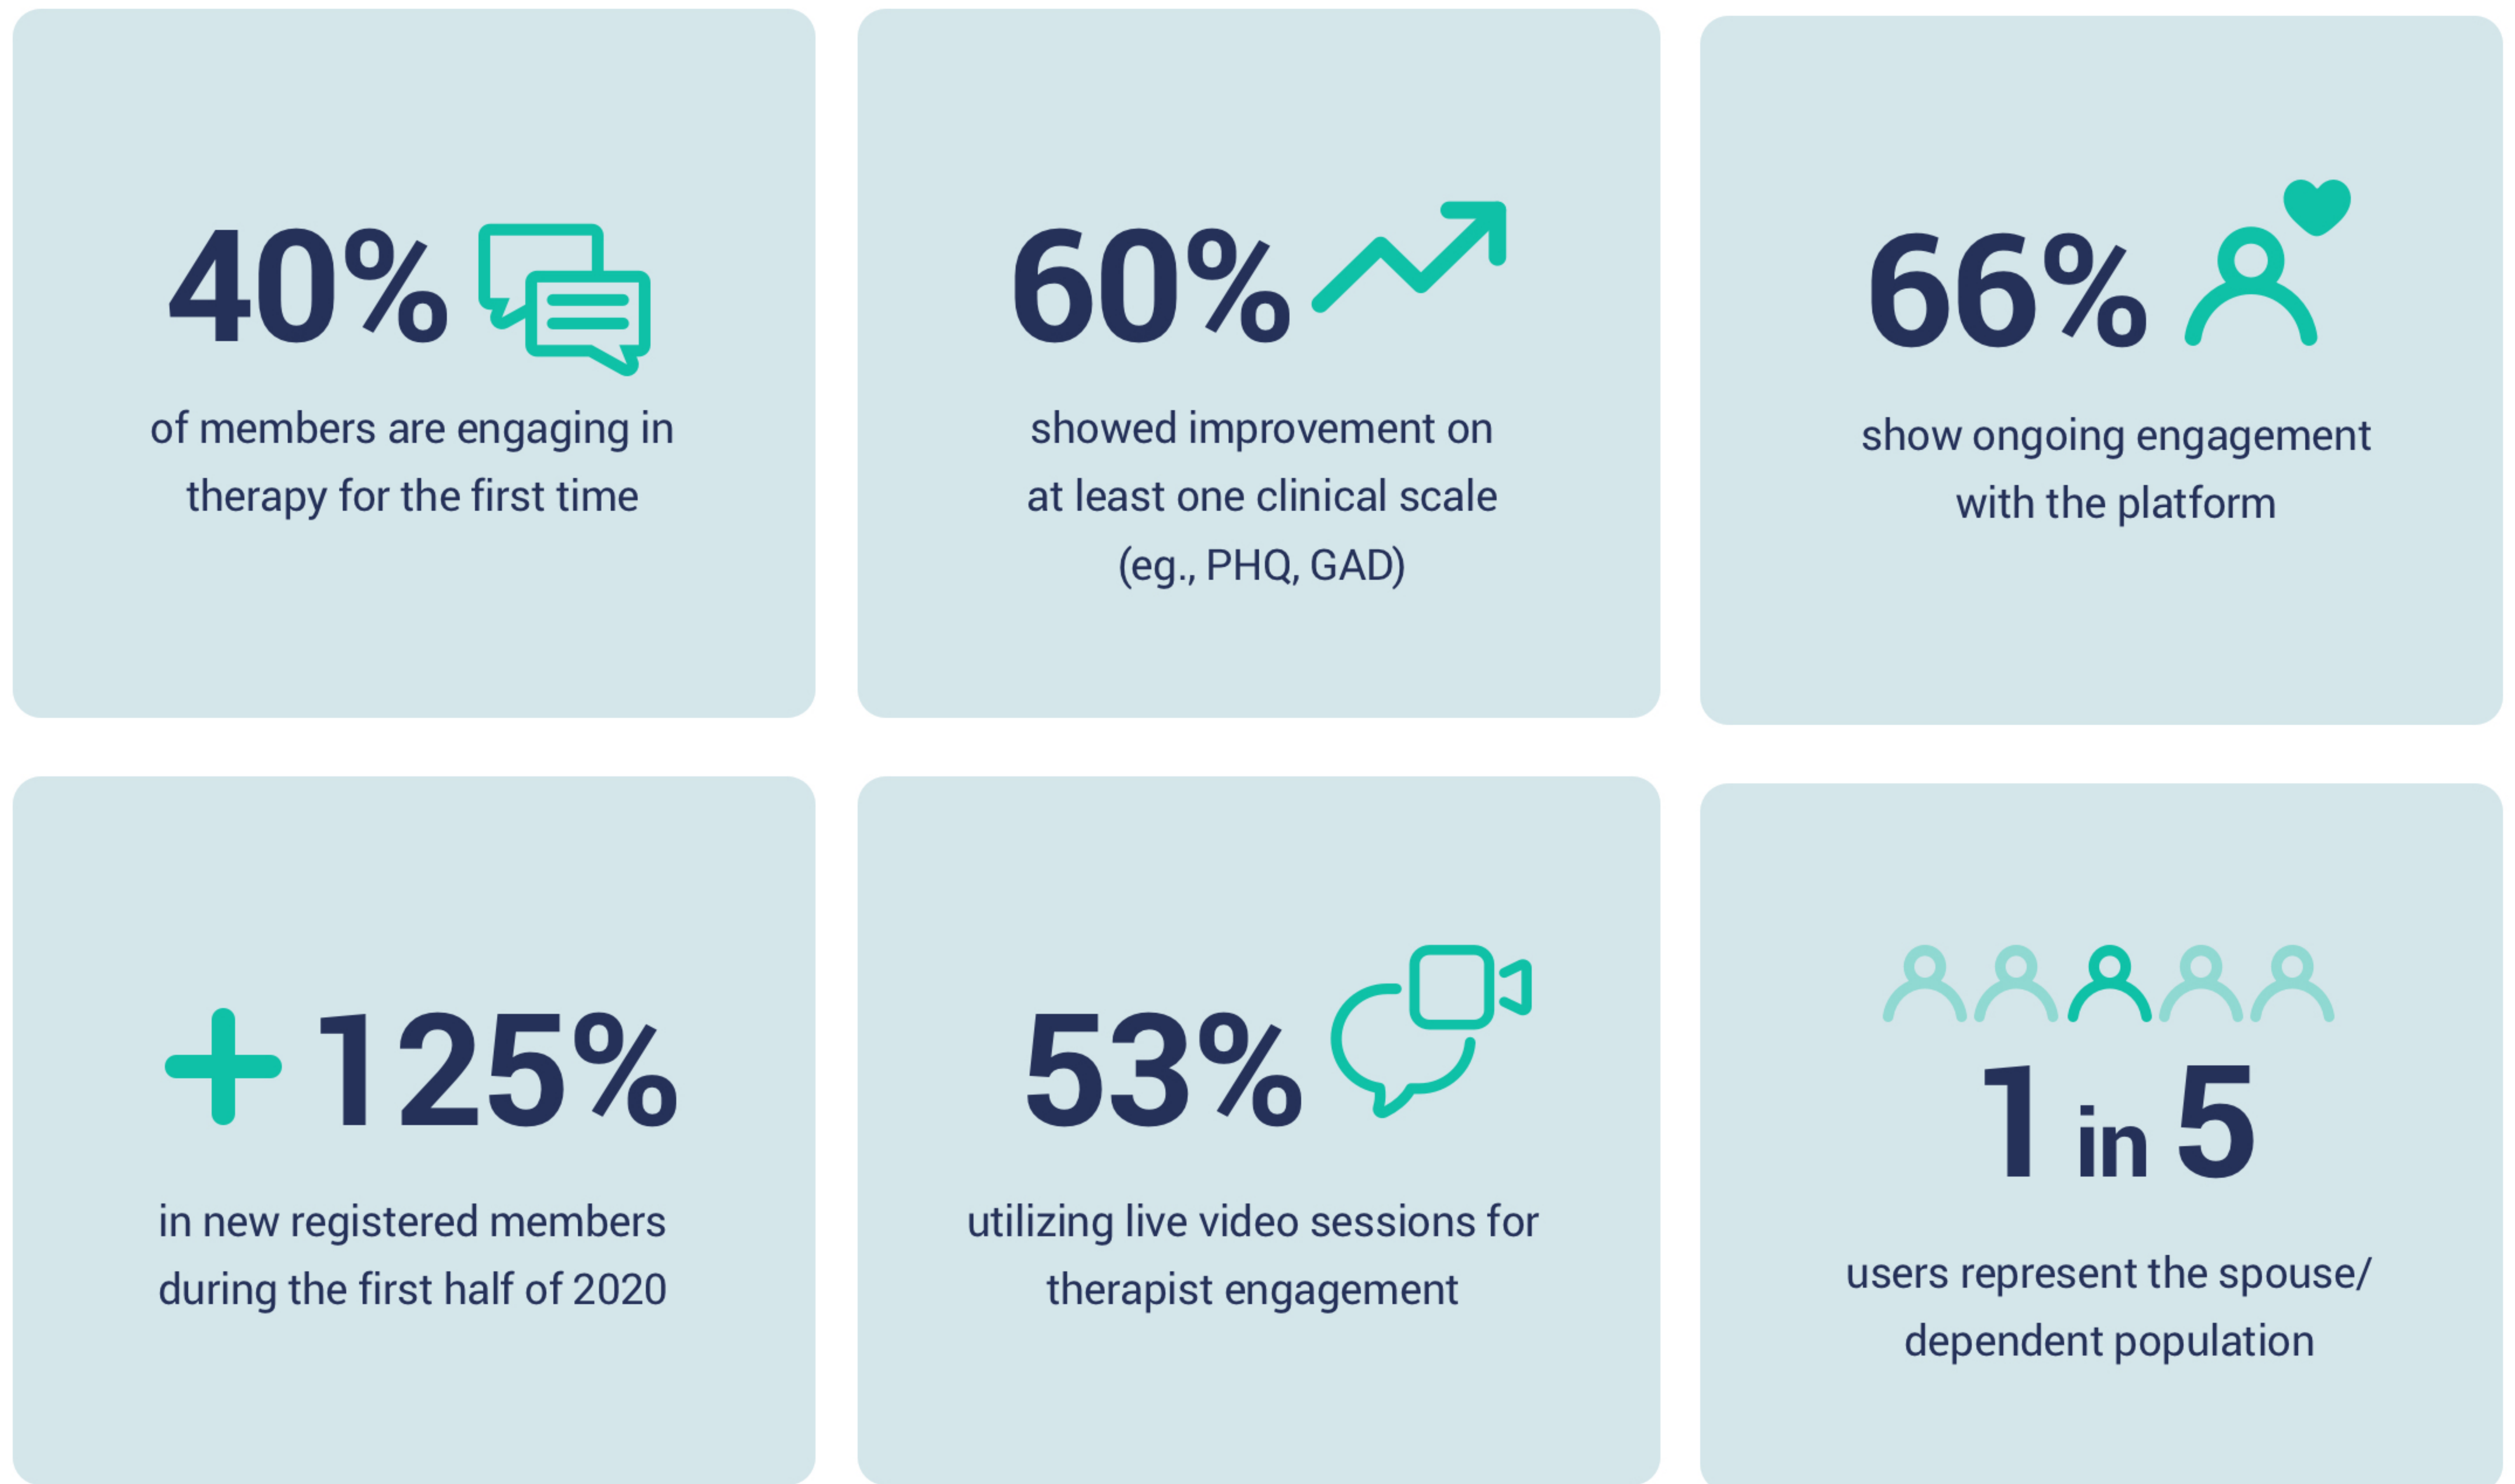 40%
of members are engaging in
therapy for the first time
60%
showed improvement on
at least one clinical scale
(eg., PHQ, GAD)
66%
show ongoing engagement
with the platform
+ 125%
in new registered members
during the first half of 2020
53%
utilizing live video sessions for
therapist engagement
1 in 5
users represent the spouse/
dependent population